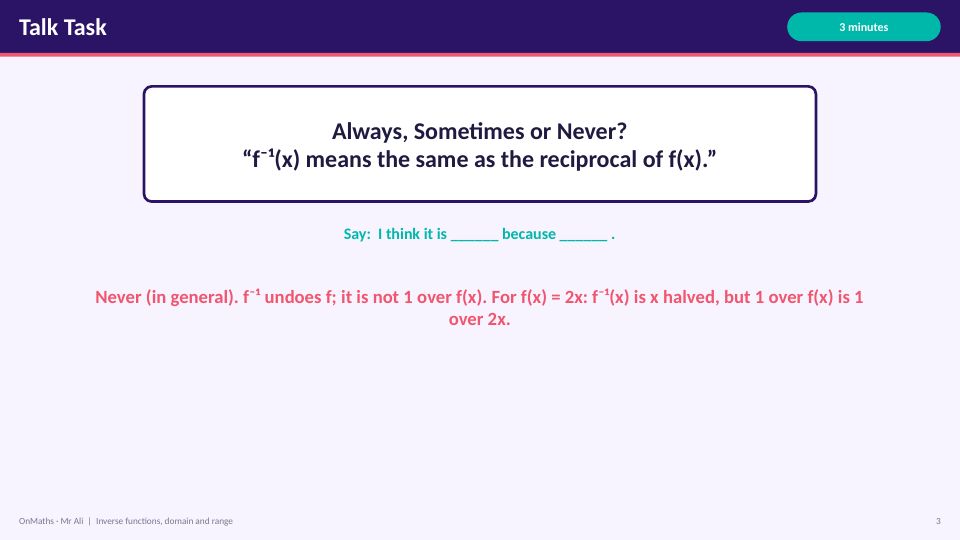 Talk Task
3 minutes
Always, Sometimes or Never?
“f⁻¹(x) means the same as the reciprocal of f(x).”
Say:  I think it is ______ because ______ .
Never (in general). f⁻¹ undoes f; it is not 1 over f(x). For f(x) = 2x: f⁻¹(x) is x halved, but 1 over f(x) is 1
over 2x.
OnMaths · Mr Ali  |  Inverse functions, domain and range
3